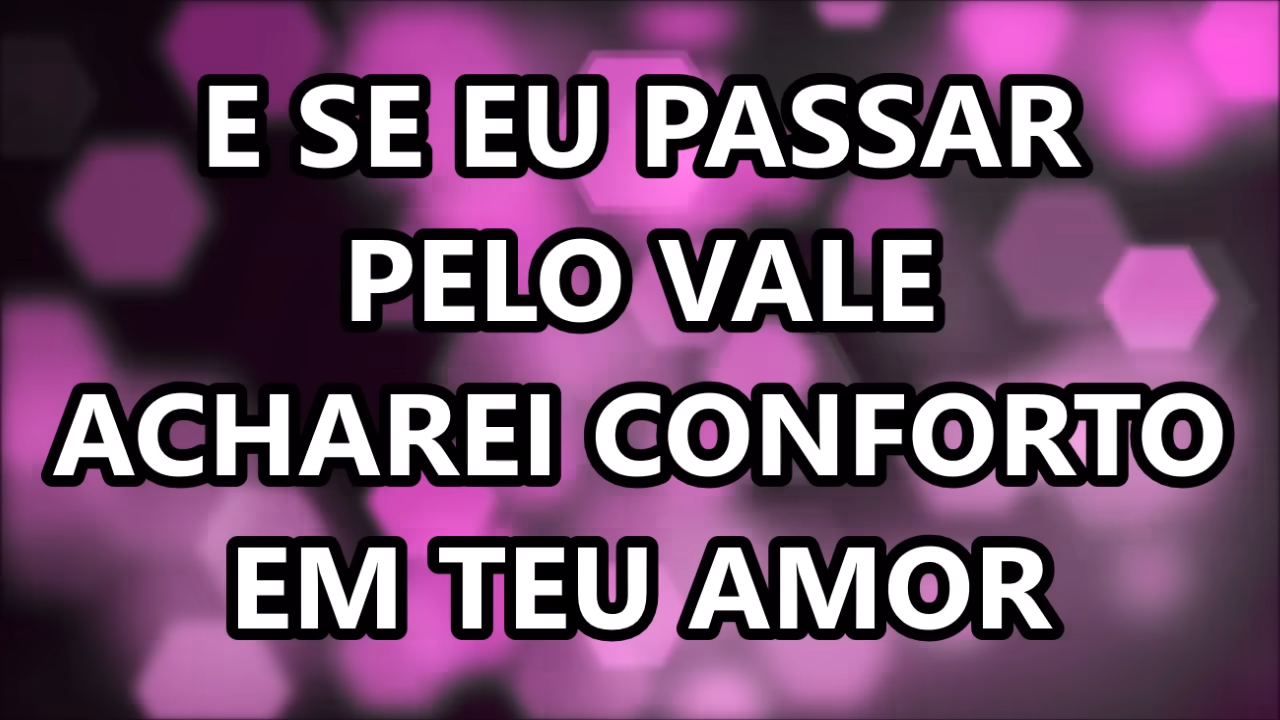 E SE EU PASSAR
PELO VALE
ACHAREI CONFORTO
EM TEU AMOR